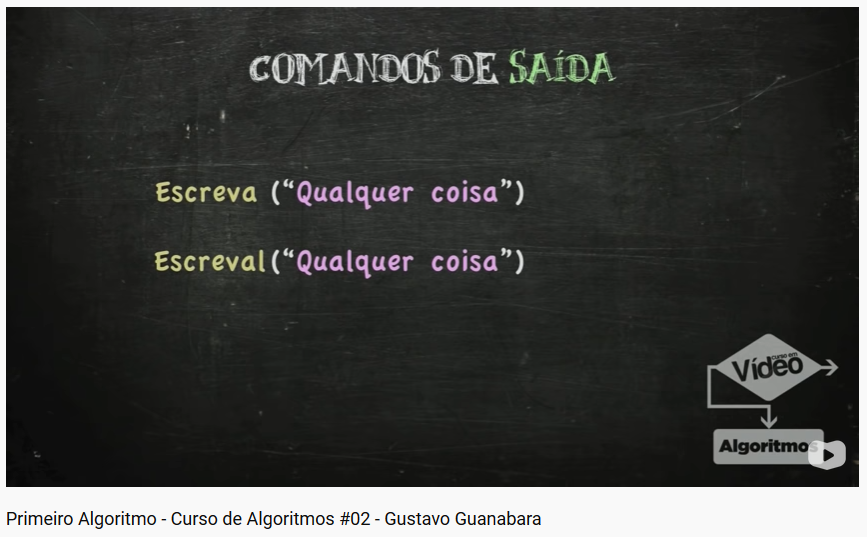 COMANDOS DE SAÍDA
Escreva (“Qualquer coisa”)
Escreval(“Qualquer coisa”)
curso em
Vídeo
Algoritmos
Primeiro Algoritmo - Curso de Algoritmos #02 - Gustavo Guanabara